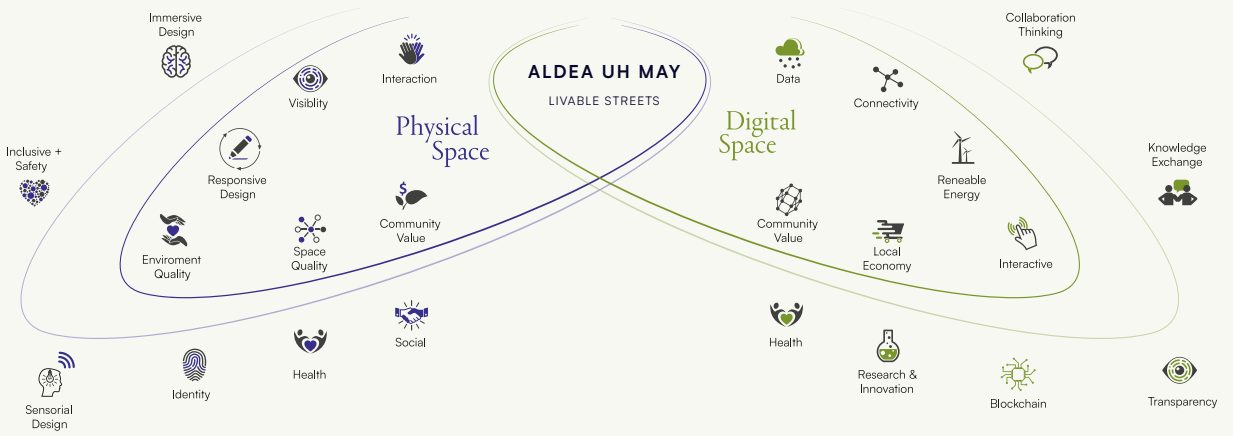 Immersive
Design
Collaboration
Thinking
Interaction
ALDEA UH MAY
LIVABLE STREETS
Data
Visiblity
Connectivity
Physical
Space
Digital
Space
Inclusive +
Safety
Knowledge
Exchange
Responsive
Design
Reneable
Energy
Community
Value
Community
Value
Enviroment
Quality
Space
Quality
Local
Economy
Interactive
Social
Health
Health
Identity
Research &
Innovation
Blockchain
Transparency
Sensorial
Design